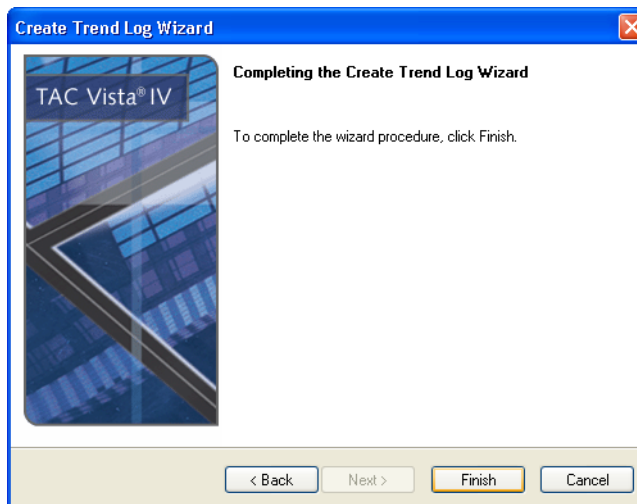 Create Trend Log Wizard
TAC Vista® IV
Completing the Create Trend Log Wizard
To complete the wizard procedure, click Finish.
< Back
Next >
Finish
Cancel